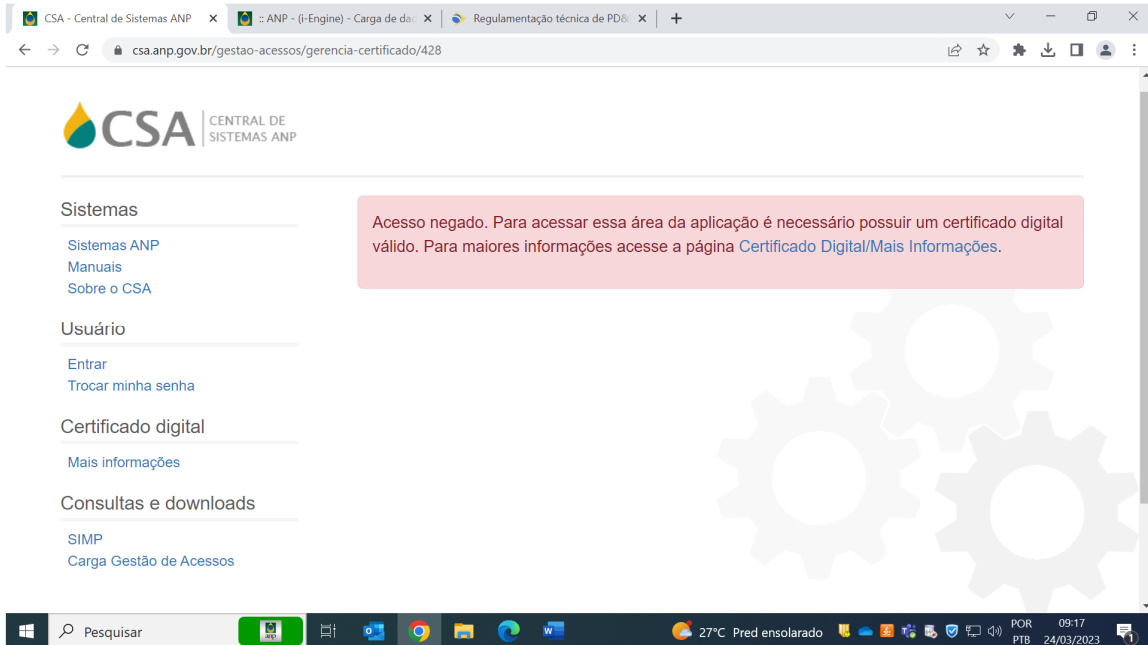 CSA - Central de Sistemas ANP
:: ANP - (i-Engine) - Carga de dad
Regulamentação técnica de PD&
csa.anp.gov.br/gestao-acessos/gerencia-certificado/428
CSA CENTRAL DE
SISTEMAS ANP
Sistemas
Sistemas ANP
Manuais
Sobre o CSA
Usuário
Entrar
Trocar minha senha
Certificado digital
Mais informações
Consultas e downloads
SIMP
Carga Gestão de Acessos
Acesso negado. Para acessar essa área da aplicação é necessário possuir um certificado digital
válido. Para maiores informações acesse a página Certificado Digital/Mais Informações.
Pesquisar
anp
27°C Pred ensolarado
POR
PTB
09:17
24/03/2023
1